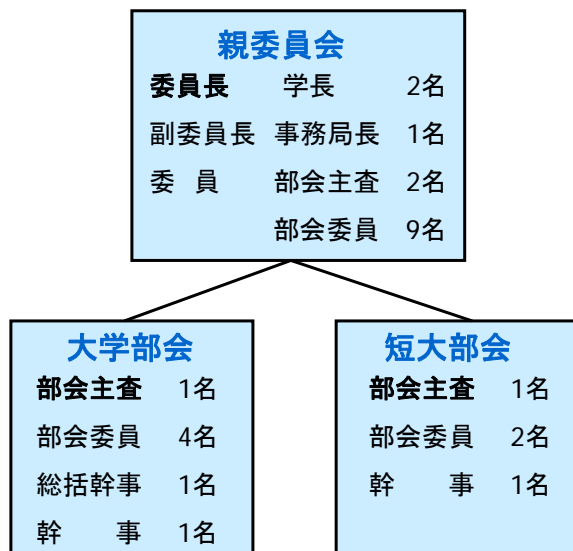 親委員会
委員長 学長 2名
副委員長 事務局長 1名
委 員 部会主査 2名
部会委員 9名
大学部会
部会主査 1名
部会委員 4名
総括幹事 1名
幹 事 1名
短大部会
部会主査 1名
部会委員 2名
幹 事 1名